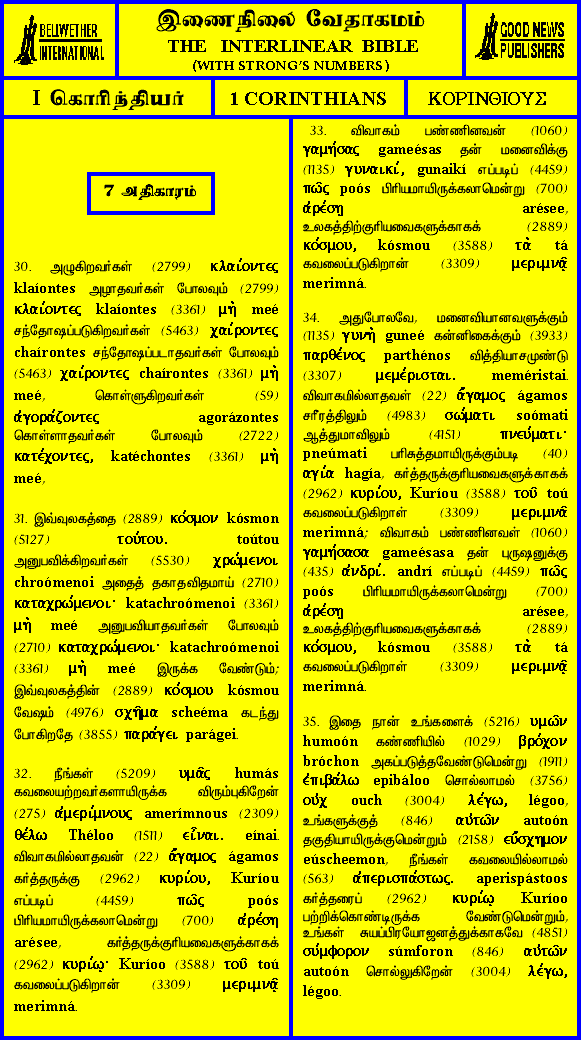 BELLWETHER
INTERNATIONAL
இணைநிலை வேதாகமம்
THE INTERLINEAR BIBLE
(WITH STRONG'S NUMBERS)
GOOD NEWS
PUBLISHERS
I கொரிந்தியர்
1 CORINTHIANS
ΚΟΡΙΝΘΙΟΥΣ
7 அதிகாரம்
30. அழுகிறவர்கள் (2799) κλαίοντες
klaíontes அழாதவர்கள் போலவும் (2799)
κλαίοντες klaíontes (3361) μὴ meé
சந்தோஷப்படுகிறவர்கள் (5463) χαίροντες
chaírontes சந்தோஷப்படாதவர்கள் போலவும்
(5463) χαίροντες chaírontes (3361) μὴ
meé, கொள்ளுகிறவர்கள் (59)
ἀγοράζοντες agorázontes
கொள்ளாதவர்கள் போலவும் (2722)
κατέχοντες, katéchontes (3361) μὴ
meé,
31. இவ்வுலகத்தை (2889) κόσμον kósmon
(5127) τούτου. toútou
அனுபவிக்கிறவர்கள் (5530) χρώμενοι
chroómenoi அதைத் தகாதவிதமாய் (2710)
καταχρώμενοι· katachroómenoi (3361)
μὴ meé அனுபவியாதவர்கள் போலவும்
(2710) καταχρώμενοι· katachroómenoi
(3361) μὴ meé இருக்க வேண்டும்;
இவ்வுலகத்தின் (2889) κόσμου kósmou
வேஷம் (4976) σχῆμα scheéma கடந்து
போகிறதே (3855) παράγει parágei.
32. நீங்கள் (5209) υμᾶς humás
கவலையற்றவர்களாயிருக்க விரும்புகிறேன்
(275) ἀμερίμνους amerímnous (2309)
θέλω Théloo (1511) εἶναι. eínai.
விவாகமில்லாதவன் (22) ἄγαμος ágamos
கர்த்தருக்கு (2962) κυρίου, Kuríou
எப்படிப் (4459) πῶς poós
பிரியமாயிருக்கலாமென்று (700) ἀρέσῃ
arésee, கர்த்தருக்குரியவைகளுக்காகக்
(2962) κυρίῳ· Kuríoo (3588) τοῦ toú
கவலைப்படுகிறான் (3309) μεριμνᾷ
merimná.
33. விவாகம் பண்ணினவன் (1060)
γαμήσας gameésas தன் மனைவிக்கு
(1135) γυναικί, gunaikí எப்படிப் (4459)
πῶς poós பிரியமாயிருக்கலாமென்று (700)
ἀρέσῃ arésee,
உலகத்திற்குரியவைகளுக்காகக் (2889)
κόσμου, kósmou (3588) τὰ tá
கவலைப்படுகிறான் (3309) μεριμνᾷ
merimná.
34. அதுபோலவே, மனைவியானவளுக்கும்
(1135) γυνὴ guneé கன்னிகைக்கும் (3933)
παρθένος parthénos வித்தியாசமுண்டு
(3307) μεμέρισται. meméristai.
விவாகமில்லாதவள் (22) ἄγαμος ágamos
சரீரத்திலும் (4983) σώματι soómati
ஆத்துமாவிலும் (4151) πνεύματι·
pneúmati பரிசுத்தமாயிருக்கும்படி (40)
αγία hagía, கர்த்தருக்குரியவைகளுக்காகக்
(2962) κυρίου, Kuríou (3588) τοῦ toú
கவலைப்படுகிறாள் (3309) μεριμνᾷ
merimná; விவாகம் பண்ணினவள் (1060)
γαμήσασα gameésasa தன் புருஷனுக்கு
(435) ἀνδρί. andrí எப்படிப் (4459) πῶς
poós பிரியமாயிருக்கலாமென்று (700)
ἀρέσῃ arésee,
உலகத்திற்குரியவைகளுக்காகக் (2889)
κόσμου, kósmou (3588) τὰ tá
கவலைப்படுகிறாள் (3309) μεριμνᾷ
merimná.
35. இதை நான் உங்களைக் (5216) υμῶν
humoón கண்ணியில் (1029) βρόχον
bróchon அகப்படுத்தவேண்டுமென்று (1911)
ἐπιβάλω epibáloo சொல்லாமல் (3756)
οὐχ ouch (3004) λέγω, légoo,
உங்களுக்குத் (846) αὐτῶν autoón
தகுதியாயிருக்குமென்றும் (2158) εὔσχημον
eúscheemon, நீங்கள் கவலையில்லாமல்
(563) ἀπερισπάστως. aperispástoos
கர்த்தரைப் (2962) κυρίῳ Kuríoo
பற்றிக்கொண்டிருக்க வேண்டுமென்றும்,
உங்கள் சுயப்பிரயோஜனத்துக்காகவே (4851)
σύμφορον súmforon (846) αὐτῶν
autoón சொல்லுகிறேன் (3004) λέγω,
légoo.